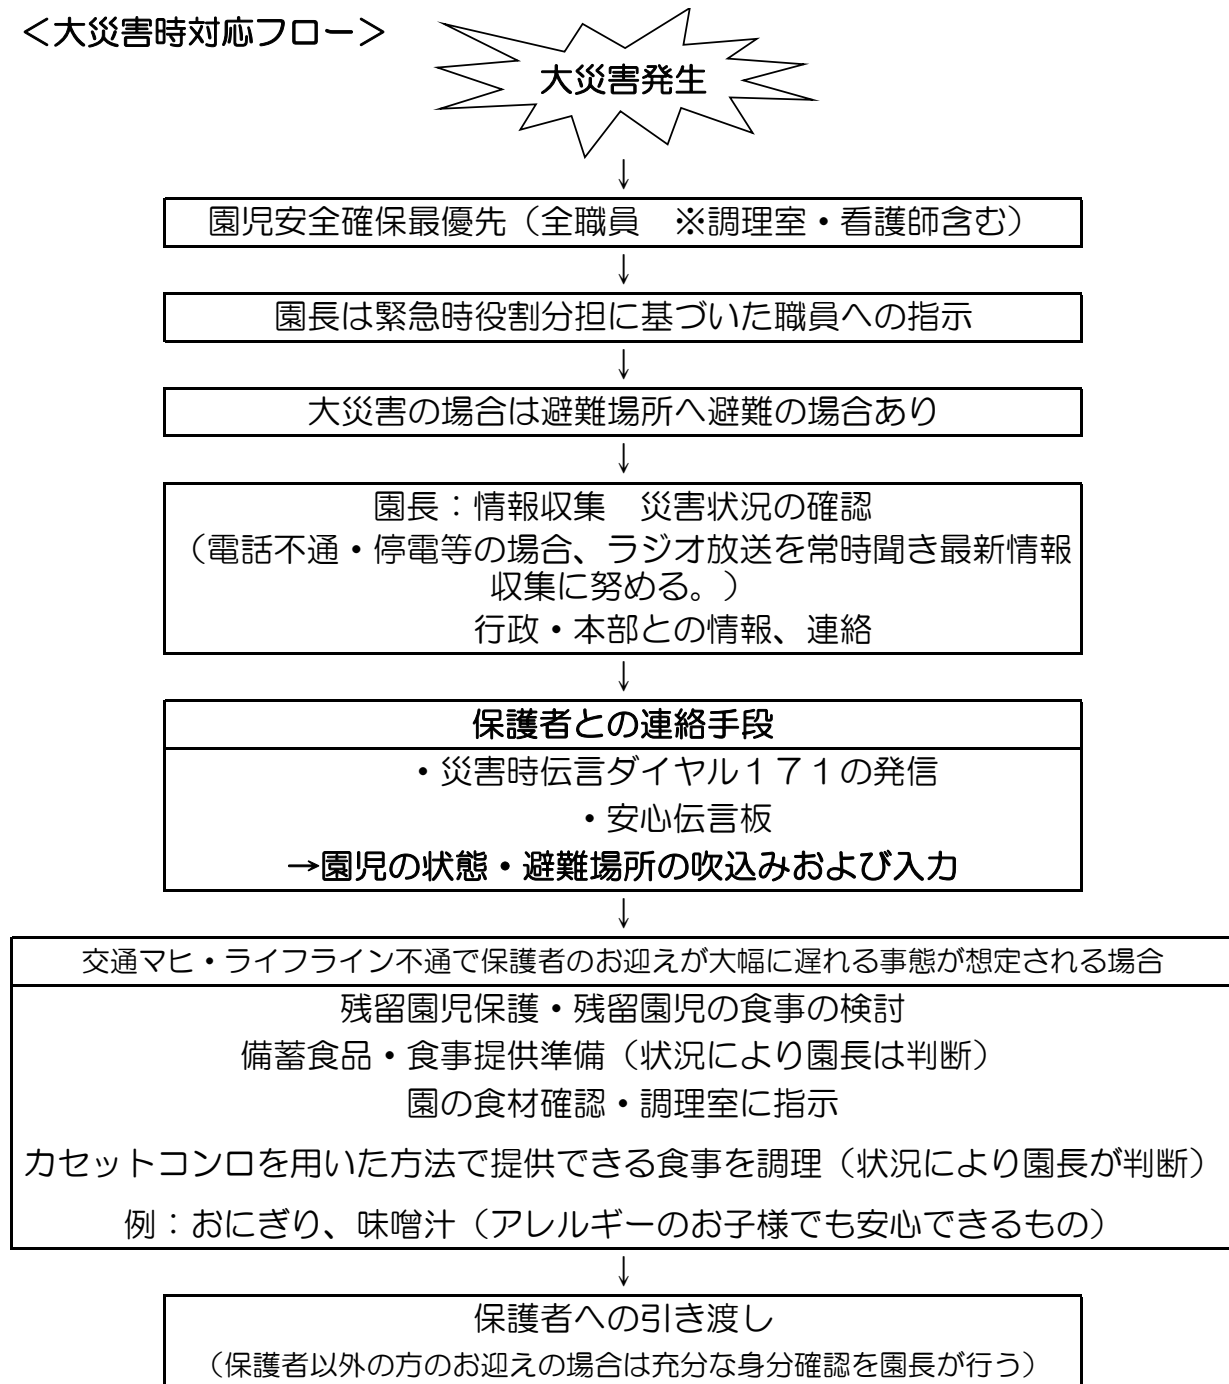 ＜大災害時対応フロー＞
大災害発生
↓
園児安全確保最優先（全職員　※調理室・看護師含む）
↓
園長は緊急時役割分担に基づいた職員への指示
↓
大災害の場合は避難場所へ避難の場合あり
↓
園長：情報収集　災害状況の確認
（電話不通・停電等の場合、ラジオ放送を常時聞き最新情報
収集に努める。）
行政・本部との情報、連絡
↓
保護者との連絡手段
・災害時伝言ダイヤル１７１の発信
・安心伝言板
→園児の状態・避難場所の吹込みおよび入力
↓
交通マヒ・ライフライン不通で保護者のお迎えが大幅に遅れる事態が想定される場合
残留園児保護・残留園児の食事の検討
備蓄食品・食事提供準備（状況により園長は判断）
園の食材確認・調理室に指示
カセットコンロを用いた方法で提供できる食事を調理（状況により園長が判断）
例：おにぎり、味噌汁（アレルギーのお子様でも安心できるもの）
↓
保護者への引き渡し
（保護者以外の方のお迎えの場合は充分な身分確認を園長が行う）